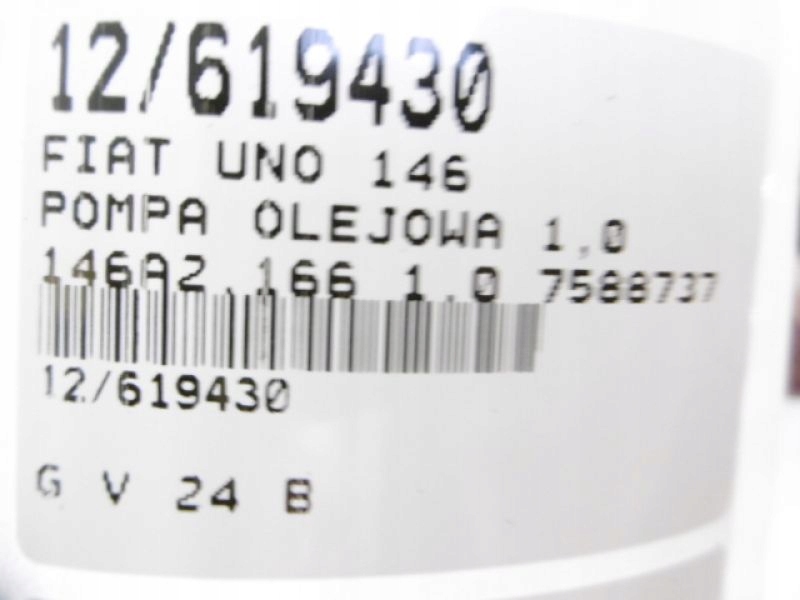 12/619430
FIAT UNO 146
POMPA OLEJOWA 1,0
146A2.166 1.0 7588737
12/619430
G V 24 B